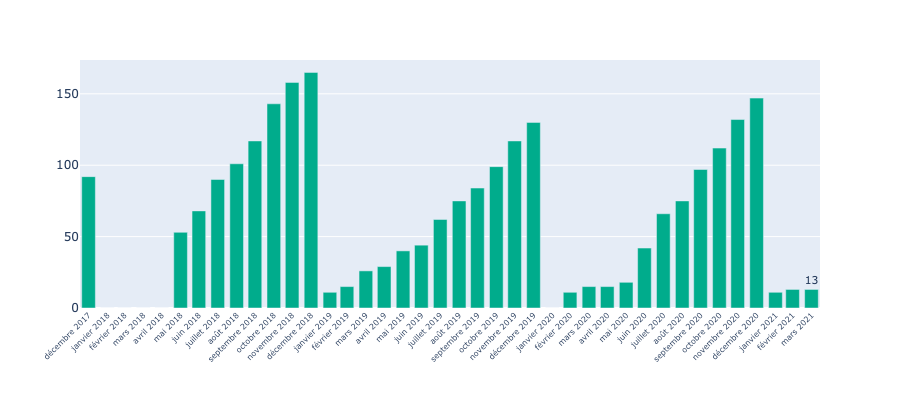 150
100
50
0
13
décembre 2017
janvier 2018
février 2018
mars 2018
avril 2018
mai 2018
juin 2018
juillet 2018
août 2018
septembre 2018
octobre 2018
novembre 2018
décembre 2018
janvier 2019
février 2019
mars 2019
avril 2019
mai 2019
juin 2019
juillet 2019
août 2019
septembre 2019
octobre 2019
novembre 2019
décembre 2019
janvier 2020
février 2020
mars 2020
avril 2020
mai 2020
juin 2020
juillet 2020
août 2020
septembre 2020
octobre 2020
novembre 2020
décembre 2020
janvier 2021
février 2021
mars 2021